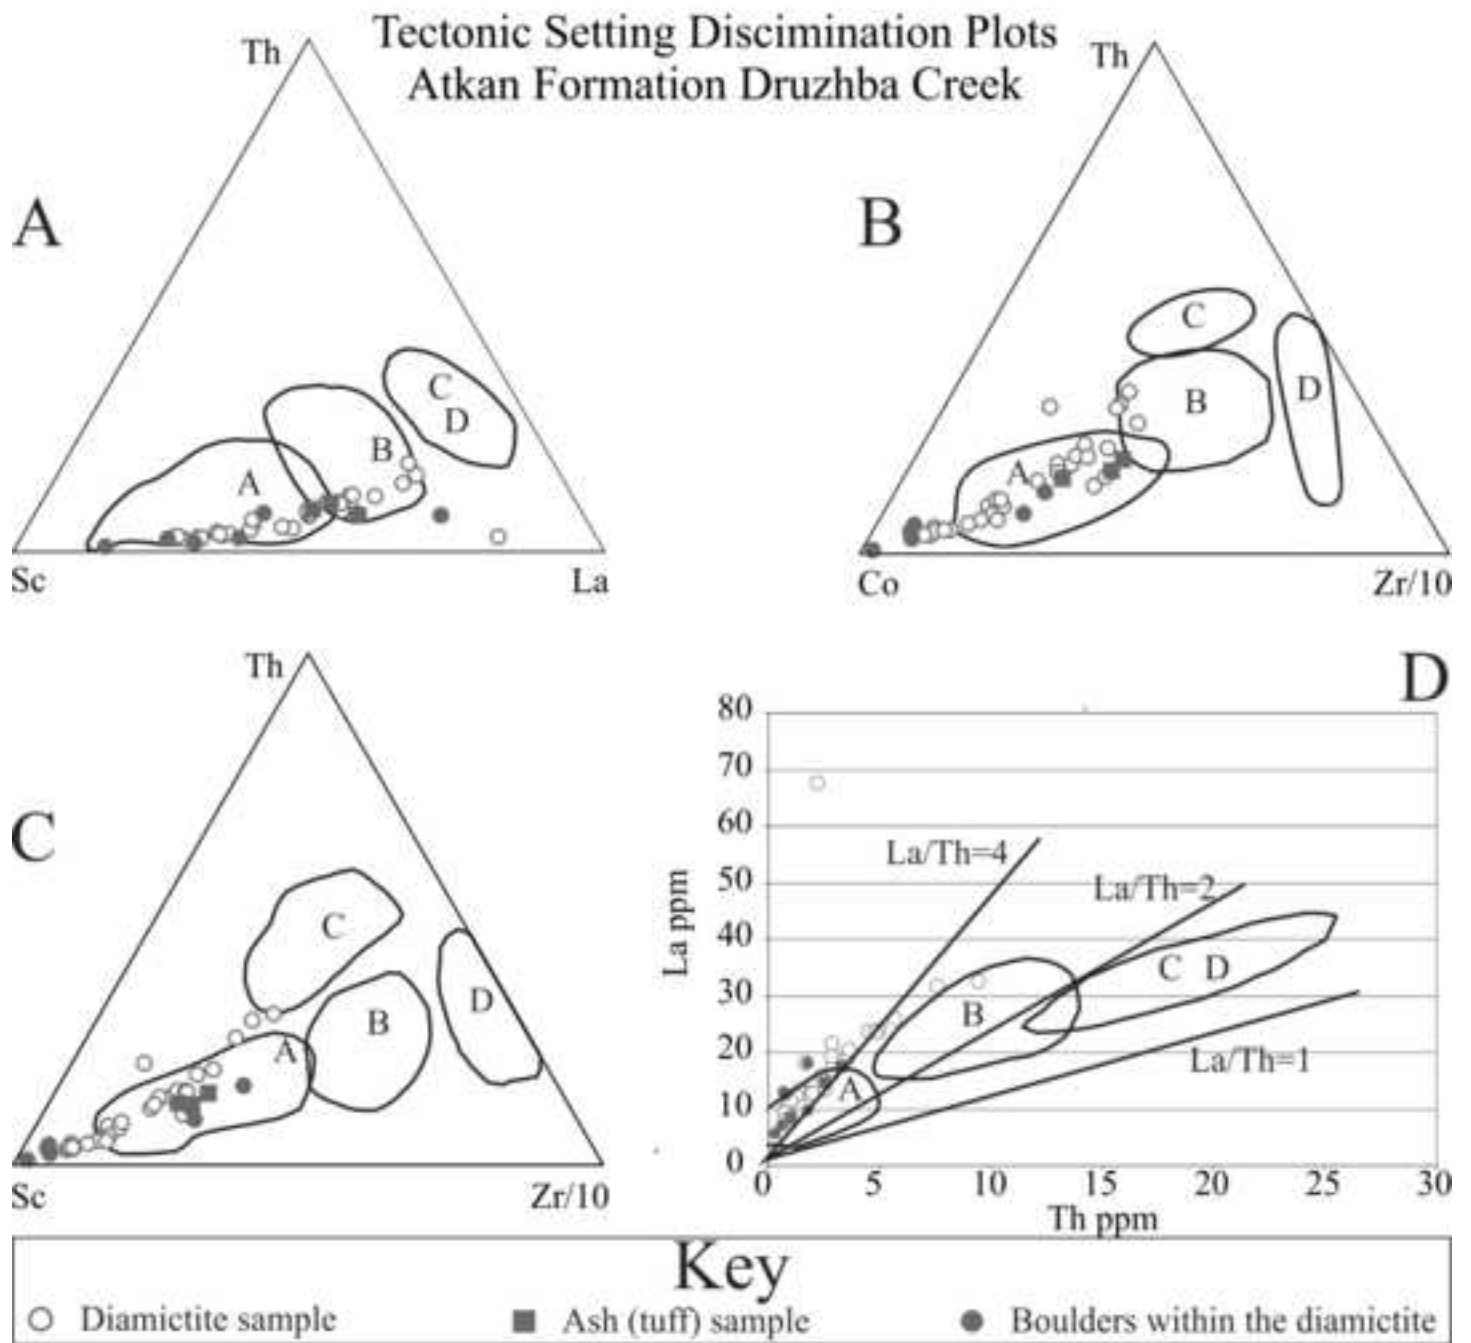 Tectonic Setting Discimination Plots
Atkan Formation Druzhba Creek
Th
A
A
B
C
D
Sc
La
Th
B
C
B
D
A
Co
Zr/10
Th
C
C
B
D
A
Sc
Zr/10
D
80
70
60
50
40
30
20
10
0
La ppm
La/Th=4
La/Th=2
C D
B
A
La/Th=1
0 5 10 15 20 25 30
Th ppm
Key
Diamictite sample
Ash (tuff) sample
Boulders within the diamictite